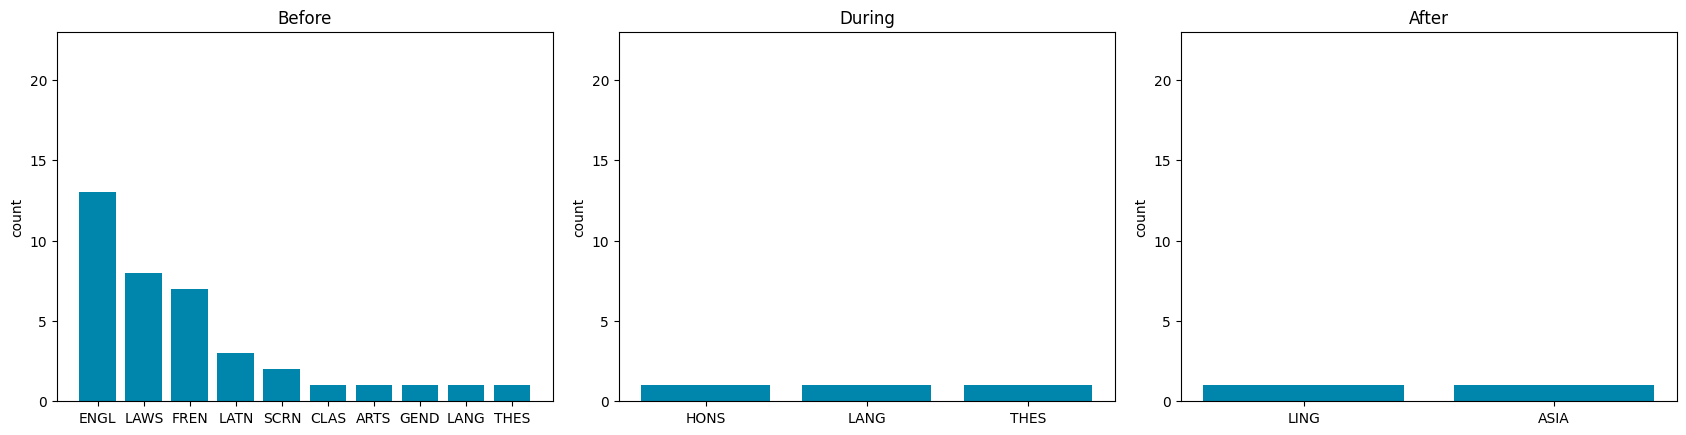 Before
count
20
15
10
5
0
ENGL LAWS FREN LATN SCRN CLAS ARTS GEND LANG THES
During
count
20
15
10
5
0
HONS LANG THES
After
count
20
15
10
5
0
LING ASIA